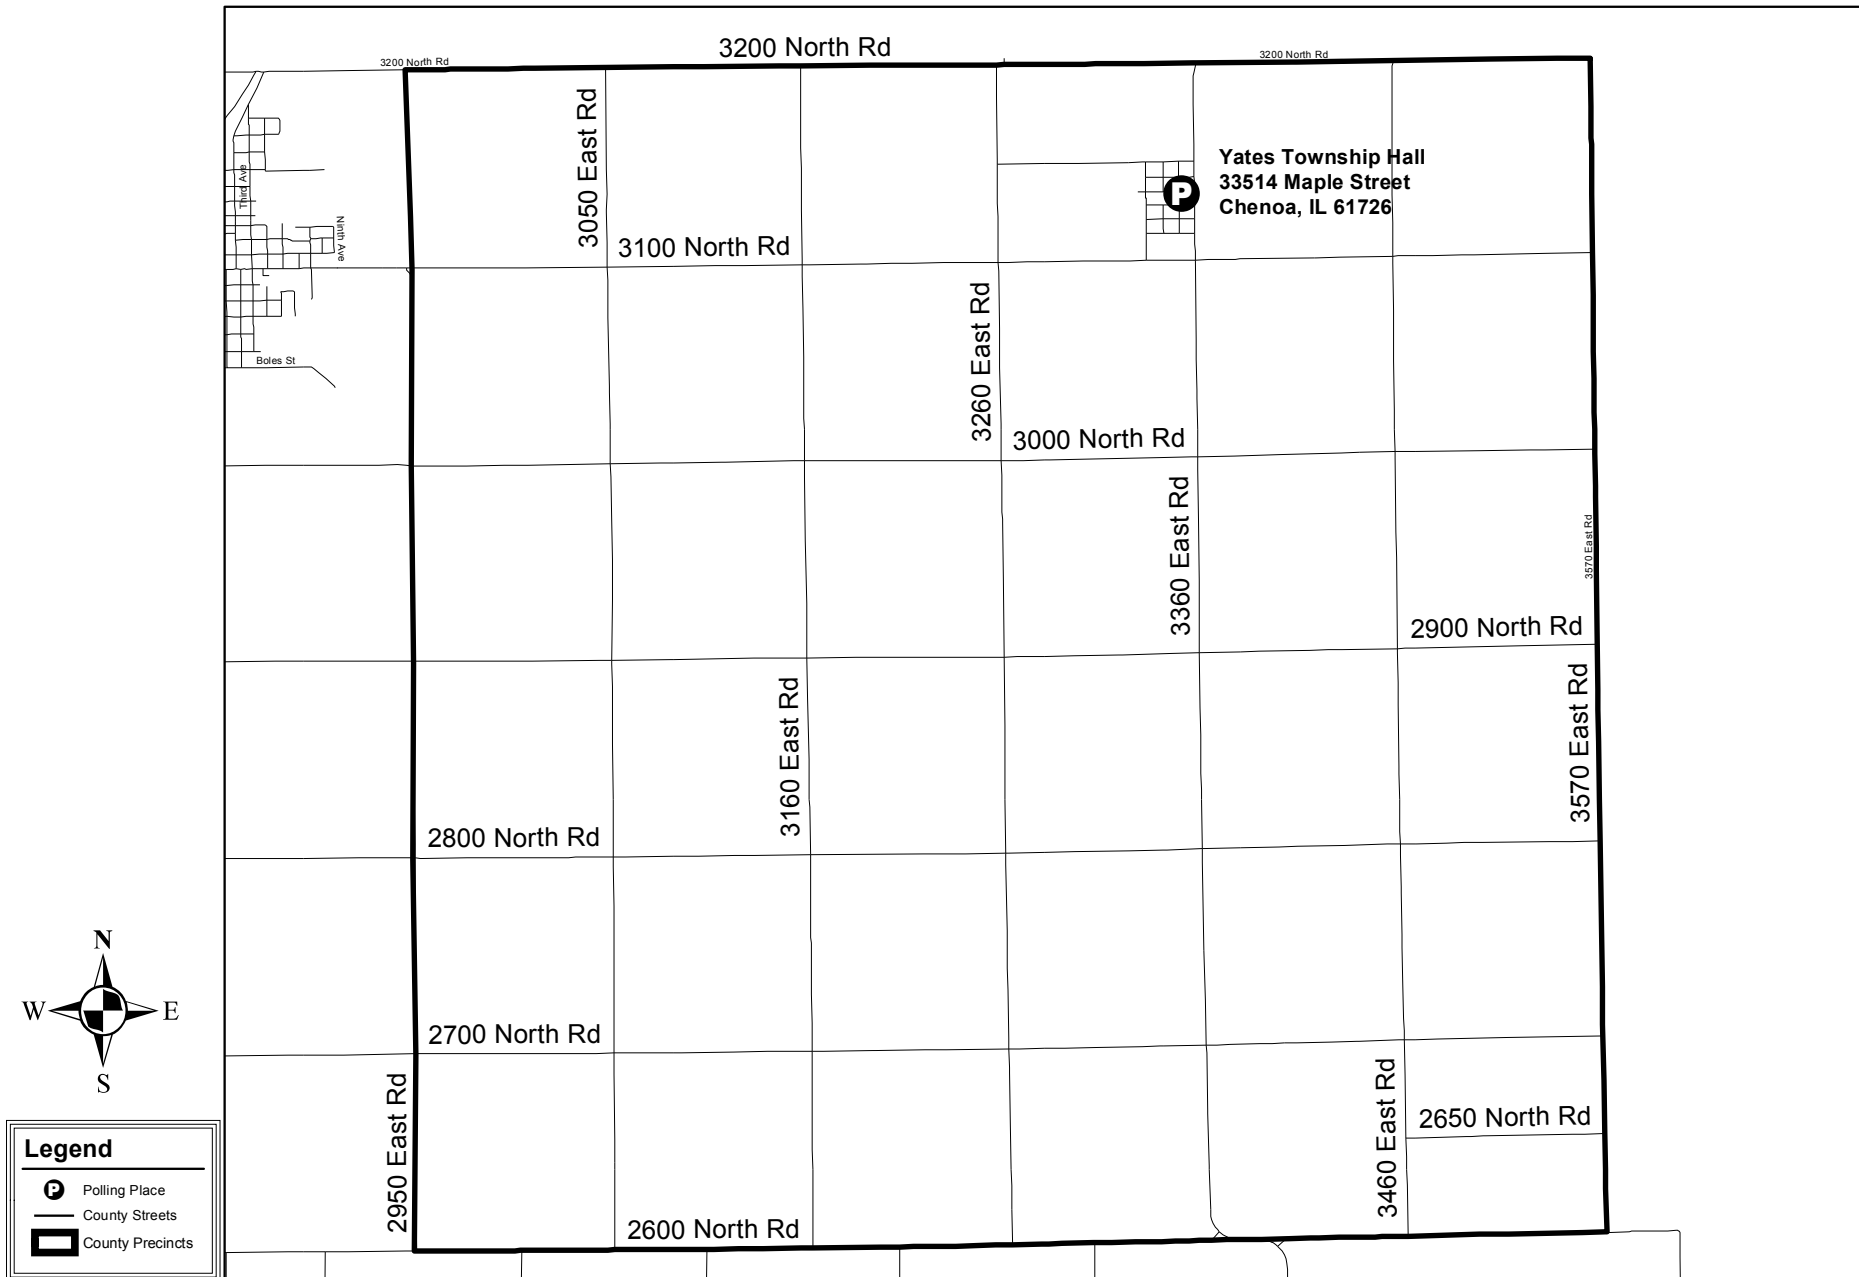 3200 North Rd
3200 North Rd
3200 North Rd
3050 East Rd
Yates Township Hall
33514 Maple Street
Chenoa, IL 61726
Third Ave
Ninth Ave
3100 North Rd
3260 East Rd
Boles St
3000 North Rd
3360 East Rd
3570 East Rd
2900 North Rd
3160 East Rd
3570 East Rd
2800 North Rd
N
W
E
S
2700 North Rd
2950 East Rd
3460 East Rd
2650 North Rd
2600 North Rd
P
Legend
P Polling Place
County Streets
County Precincts